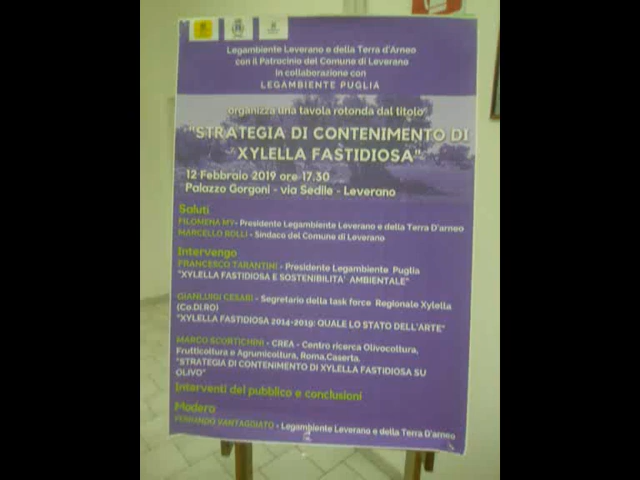 Legambiente Leverano e della Terra d'Arneo
con il Patrocinio del Comune di Leverano
In collaborazione con
LEGAMBIENTE PUGLIA
organizza una tavola rotonda dal titolo
"STRATEGIA DI CONTENIMENTO DI
XYLELLA FASTIDIOSA"
12 Febbraio 2019 ore 17.30
Palazzo Gorgoni - via Sedile - Leverano
Saluti
FILOMENA MY- Presidente Legambiente Leverano e della Terra D'arneo
MARCELLO ROLLI - Sindaco del Comune di Leverano
Intervengo
FRANCESCO TARANTINI - Presidente Legambiente Puglia
"XYLELLA FASTIDIOSA E SOSTENIBILITA' AMBIENTALE"
GIANLUIGI CESARI - Segretario della task force Regionale Xylella
(Co.DI.RO)
"XYLELLA FASTIDIOSA 2014-2019: QUALE LO STATO DELL'ARTE"
MARCO SCORTICHINI - CREA - Centro ricerca Olivocoltura,
Frutticoltura e Agrumicoltura, Roma,Caserta.
"STRATEGIA DI CONTENIMENTO DI XYLELLA FASTIDIOSA SU
OLIVO"
Interventi del pubblico e conclusioni
Modera
FERNANDO VANTAGGIATO - Legambiente Leverano e della Terra D'arneo